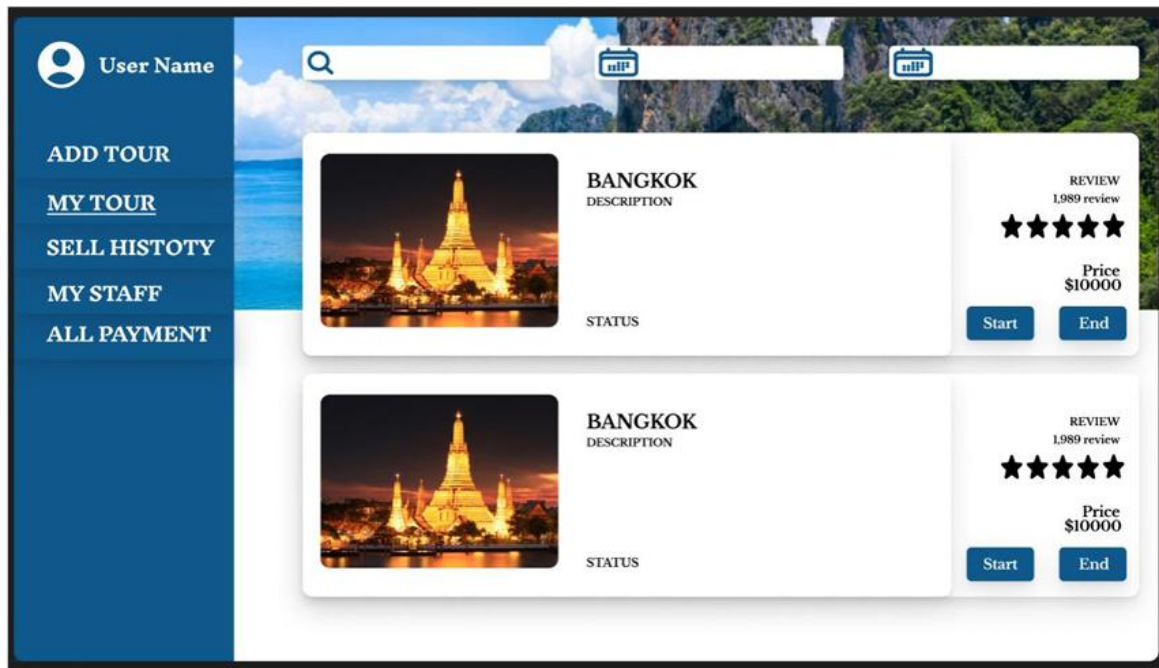 User Name
ADD TOUR
MY TOUR
SELL HISTOTY
MY STAFF
ALL PAYMENT
BANGKOK
DESCRIPTION
STATUS
REVIEW
1,989 review
Price
$10000
Start End
BANGKOK
DESCRIPTION
STATUS
REVIEW
1,989 review
Price
$10000
Start End